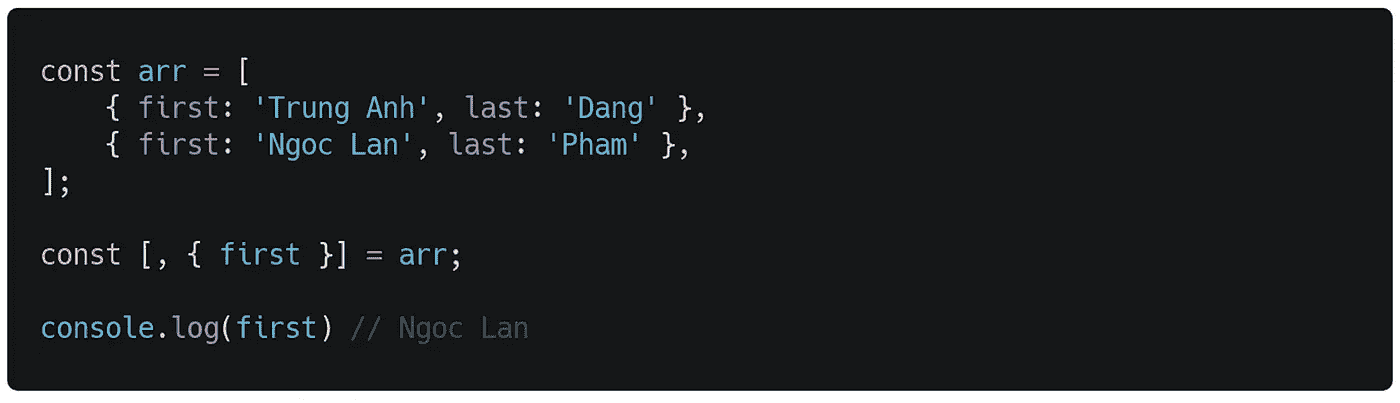 const arr = [
    { first: 'Trung Anh', last: 'Dang' },
    { first: 'Ngoc Lan', last: 'Pham' },
];
const [, { first }] = arr;
console.log(first) // Ngoc Lan